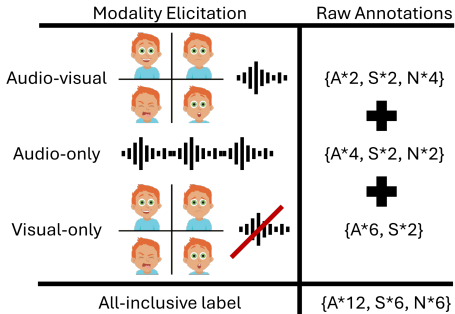 Modality Elicitation Raw Annotations
Audio-visual {A*2, S*2, N*4}
Audio-only {A*4, S*2, N*2}
Visual-only {A*6, S*2}
All-inclusive label {A*12, S*6, N*6}